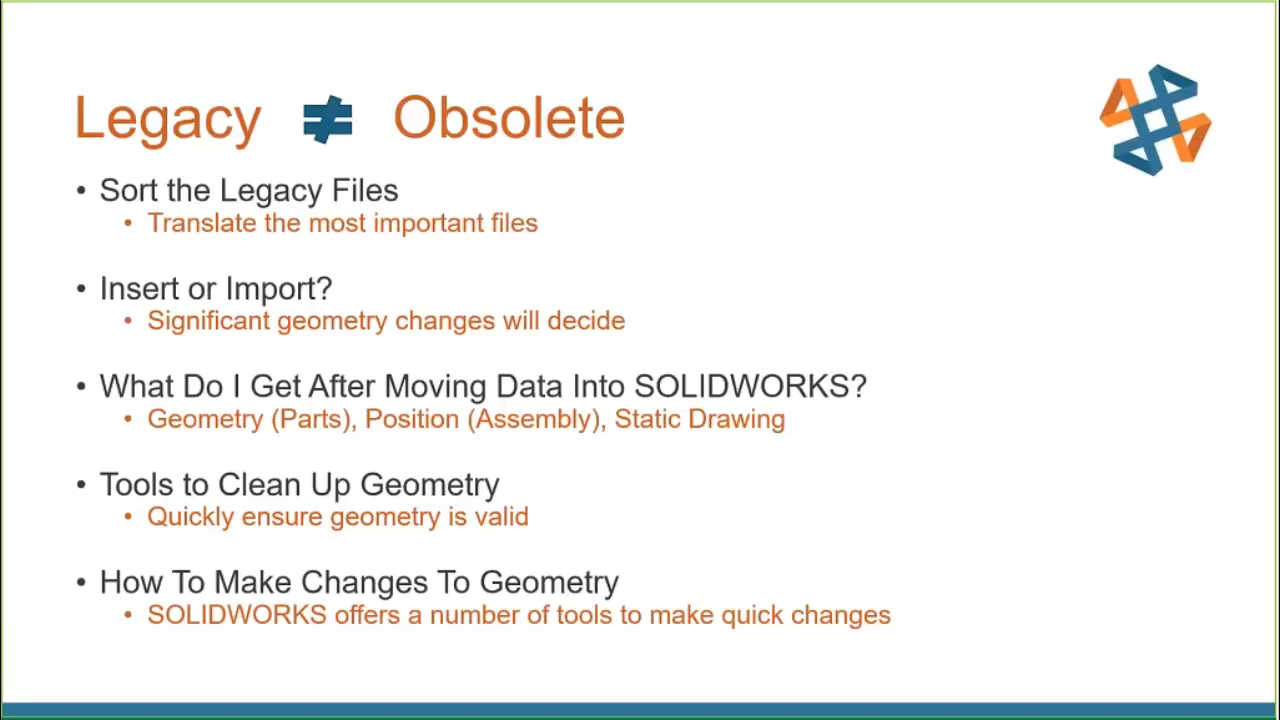 Legacy ≠ Obsolete
• Sort the Legacy Files
• Translate the most important files
• Insert or Import?
• Significant geometry changes will decide
• What Do I Get After Moving Data Into SOLIDWORKS?
• Geometry (Parts), Position (Assembly), Static Drawing
• Tools to Clean Up Geometry
• Quickly ensure geometry is valid
• How To Make Changes To Geometry
• SOLIDWORKS offers a number of tools to make quick changes